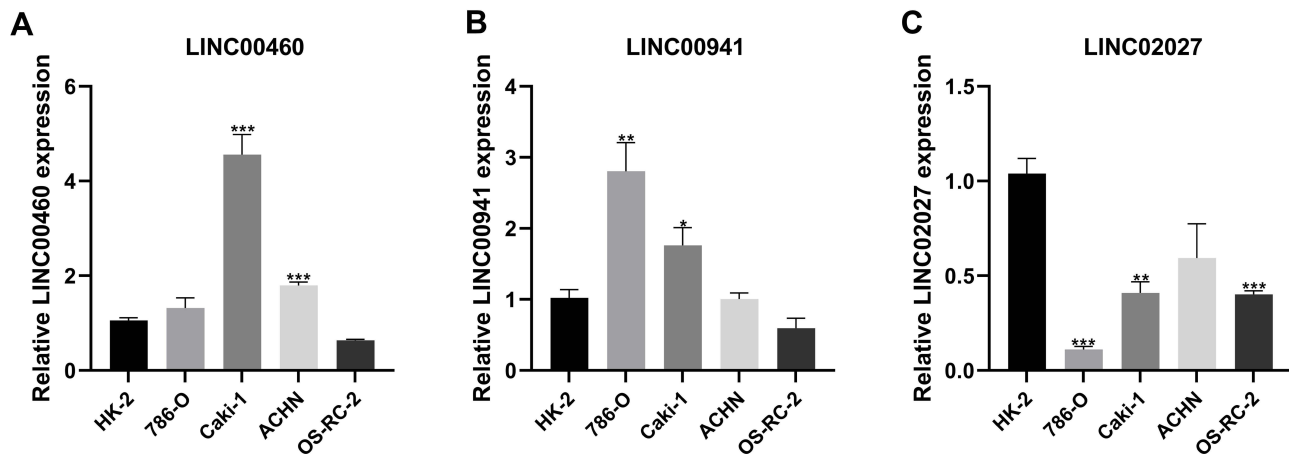 A
LINC00460
Relative LINC00460 expression
6
4
2
0
***
***
HK-2
786-O
Caki-1
ACHN
OS-RC-2
B
LINC00941
Relative LINC00941 expression
4
3
2
1
0
**
*
HK-2
786-O
Caki-1
ACHN
OS-RC-2
C
LINC02027
Relative LINC02027 expression
1.5
1.0
0.5
0.0
***
**
***
HK-2
786-O
Caki-1
ACHN
OS-RC-2